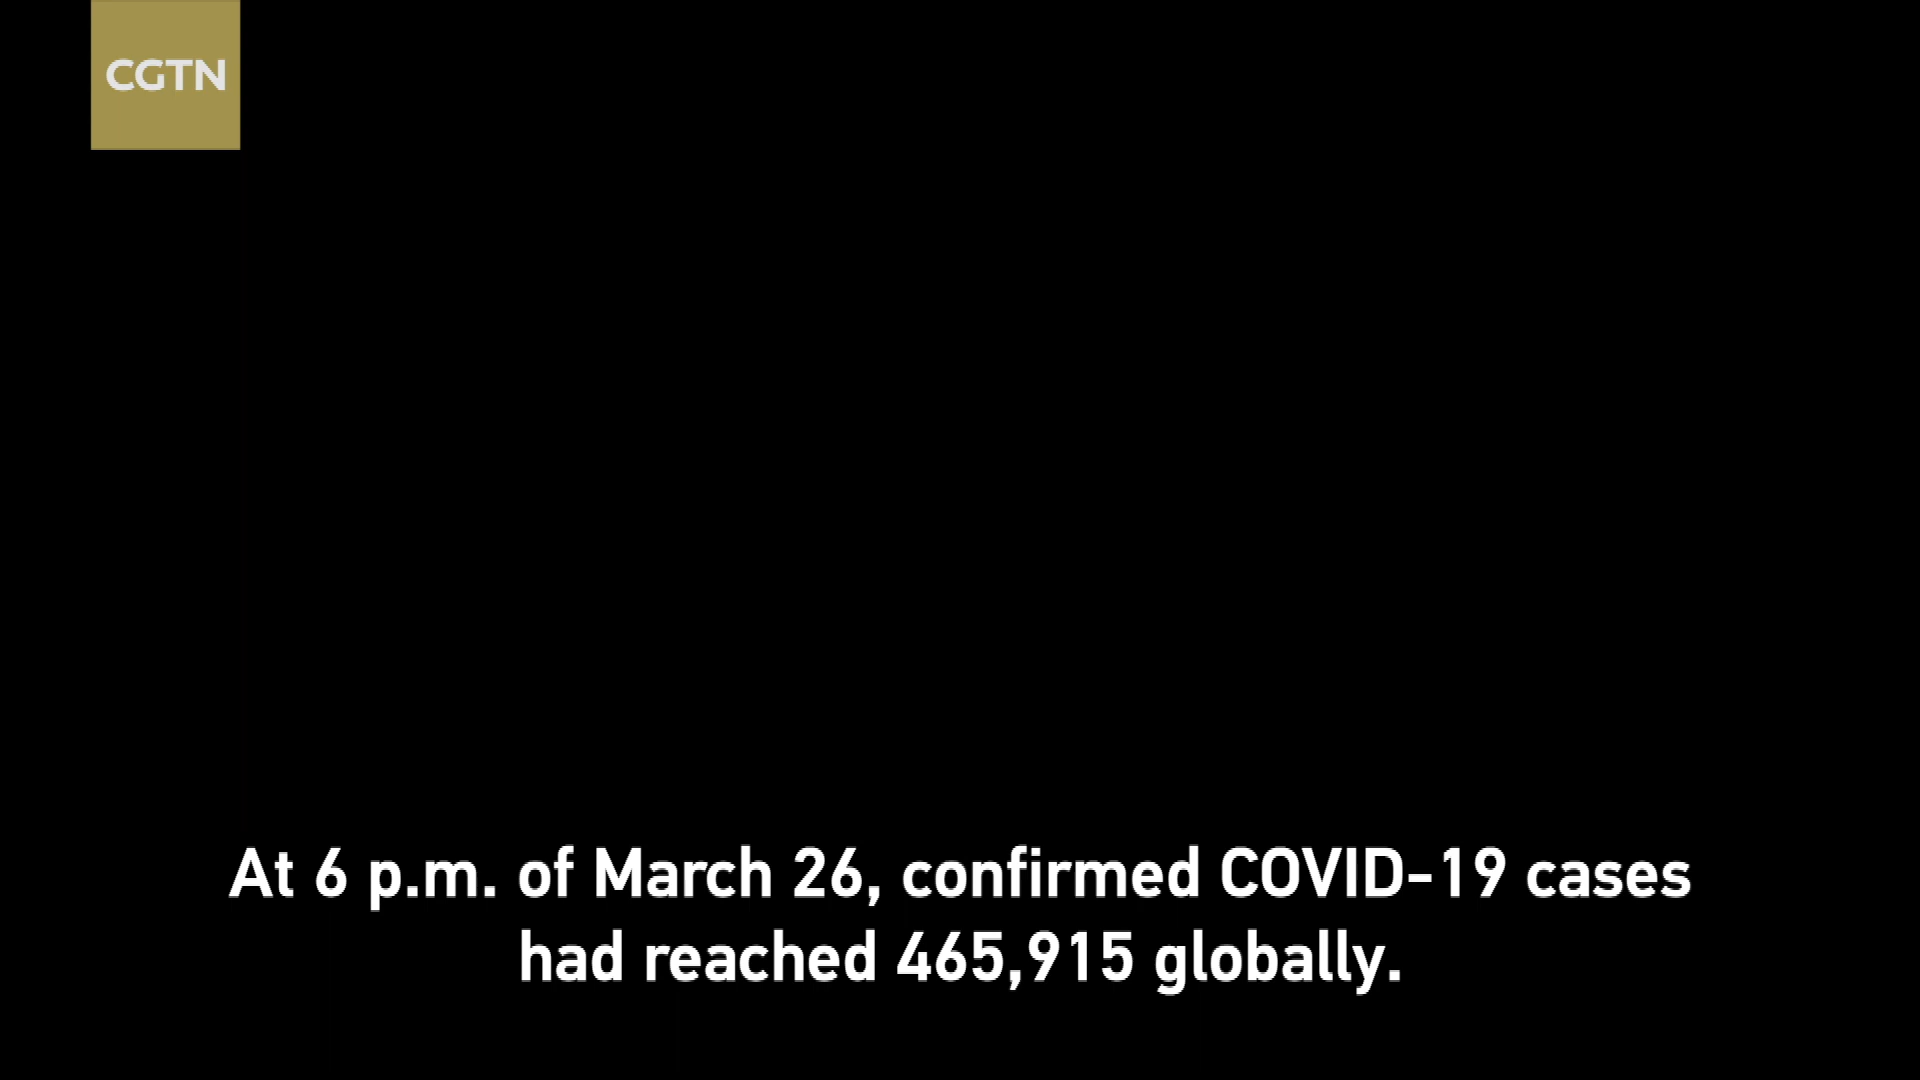 CGTN
At 6 p.m. of March 26, confirmed COVID-19 cases
had reached 465,915 globally.